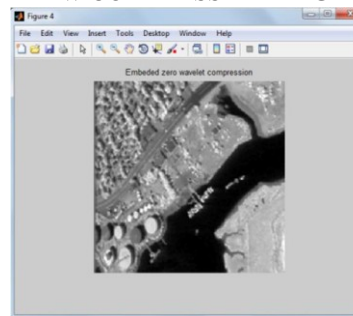 Figure 4
File Edit View Insert Tools Desktop Window Help
Embeded zero wavelet compression